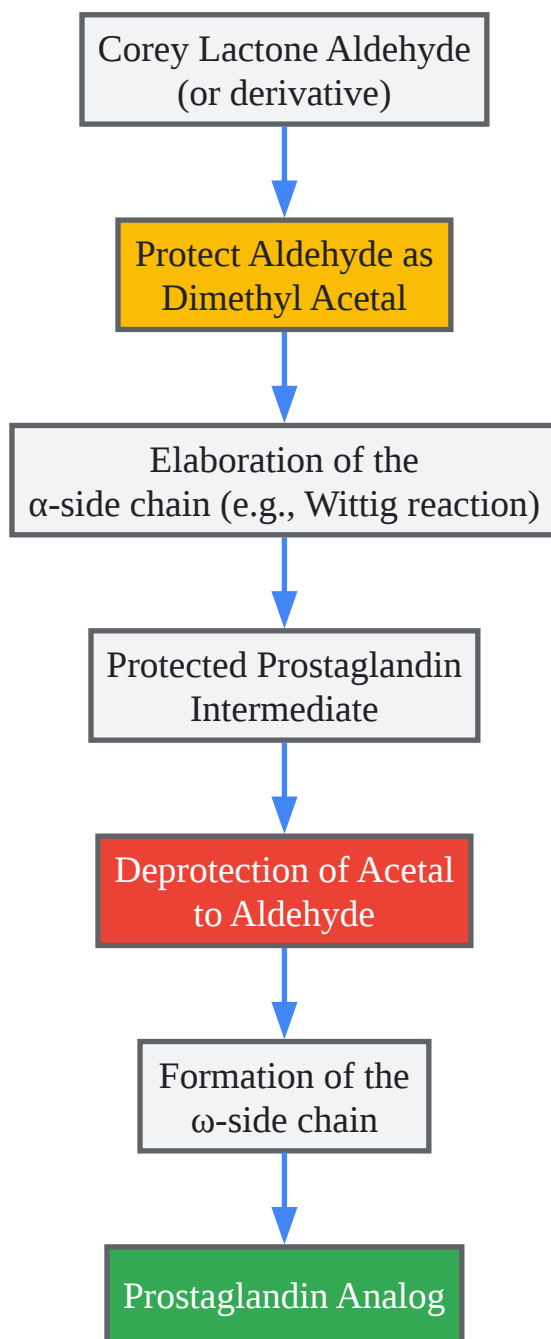 Corey Lactone Aldehyde
(or derivative)
Protect Aldehyde as
Dimethyl Acetal
Elaboration of the
α-side chain (e.g., Wittig reaction)
Protected Prostaglandin
Intermediate
Deprotection of Acetal
to Aldehyde
Formation of the
ω-side chain
Prostaglandin Analog